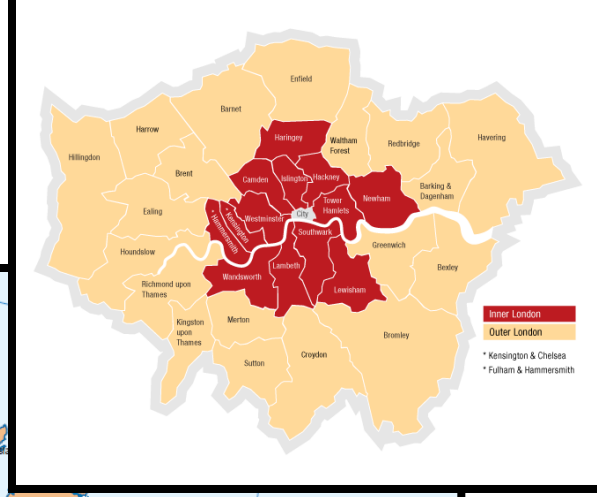 Enfield
Barnet
Harrow
Haringey
Waltham
Forest
Redbridge
Havering
Hillingdon
Brent
Camden
Islington
Hackney
Newham
Barking &
Dagenham
Tower
Hamlets
Ealing
* Kensington
* Hammersmith
Westminster
City
Southwark
Greenwich
Hounslow
Bexley
Richmond upon
Thames
Wandsworth
Lambeth
Lewisham
Kingston
upon
Thames
Merton
Sutton
Croydon
Bromley
Inner London
Outer London
* Kensington & Chelsea
* Fulham & Hammersmith